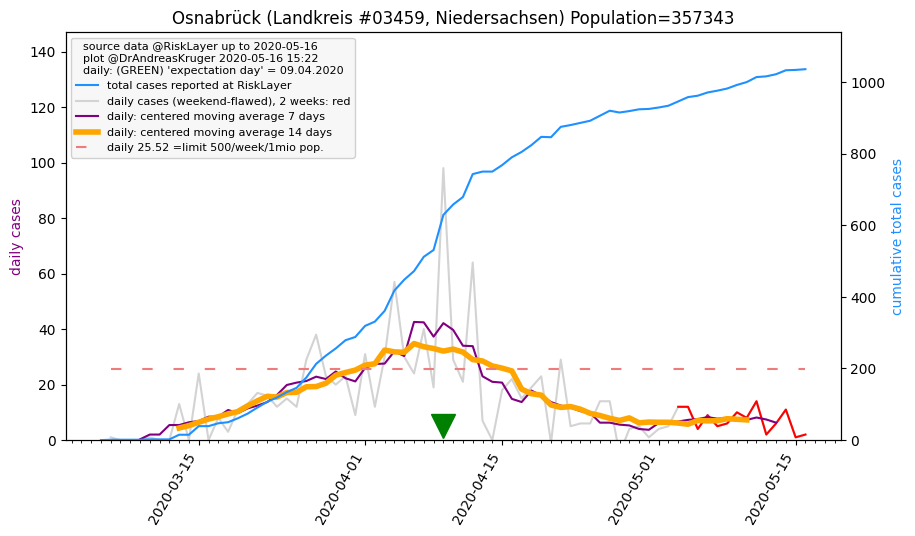 Osnabrück (Landkreis #03459, Niedersachsen) Population=357343
source data @RiskLayer up to 2020-05-16
plot @DrAndreasKruger 2020-05-16 15:22
daily: (GREEN) 'expectation day' = 09.04.2020
total cases reported at RiskLayer
daily cases (weekend-flawed), 2 weeks: red
daily: centered moving average 7 days
daily: centered moving average 14 days
daily 25.52 =limit 500/week/1mio pop.
daily cases
140
120
100
80
60
40
20
0
cumulative total cases
1000
800
600
400
200
0
2020-03-15
2020-04-01
2020-04-15
2020-05-01
2020-05-15